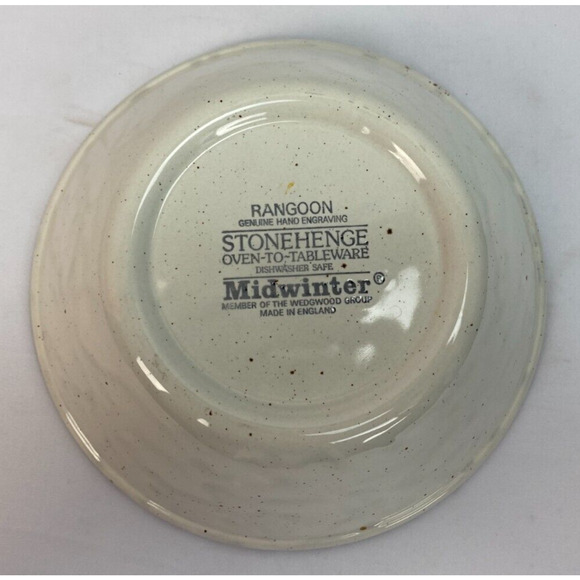 RANGOON
GENUINE HAND ENGRAVING
STONEHENGE
OVEN-TO-TABLEWARE
DISHWASHER SAFE
Midwinter®
MEMBER OF THE WEDGWOOD GROUP
MADE IN ENGLAND